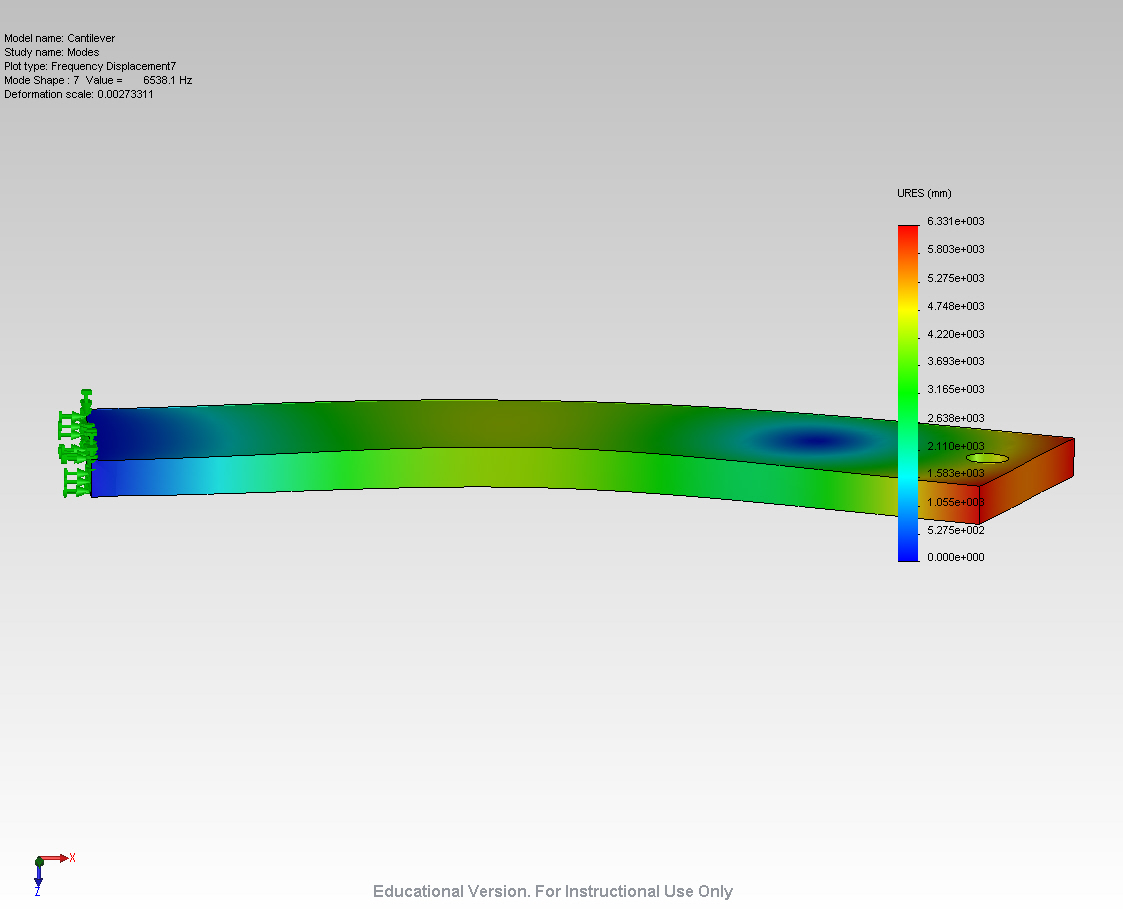 Model name: Cantilever
Study name: Modes
Plot type: Frequency Displacement7
Mode Shape : 7 Value = 6538.1 Hz
Deformation scale: 0.00273311
URES (mm)
6.331e+003
5.803e+003
5.275e+003
4.748e+003
4.220e+003
3.693e+003
3.165e+003
2.638e+003
2.110e+003
1.583e+003
1.055e+003
5.275e+002
0.000e+000
X
Z
Educational Version. For Instructional Use Only